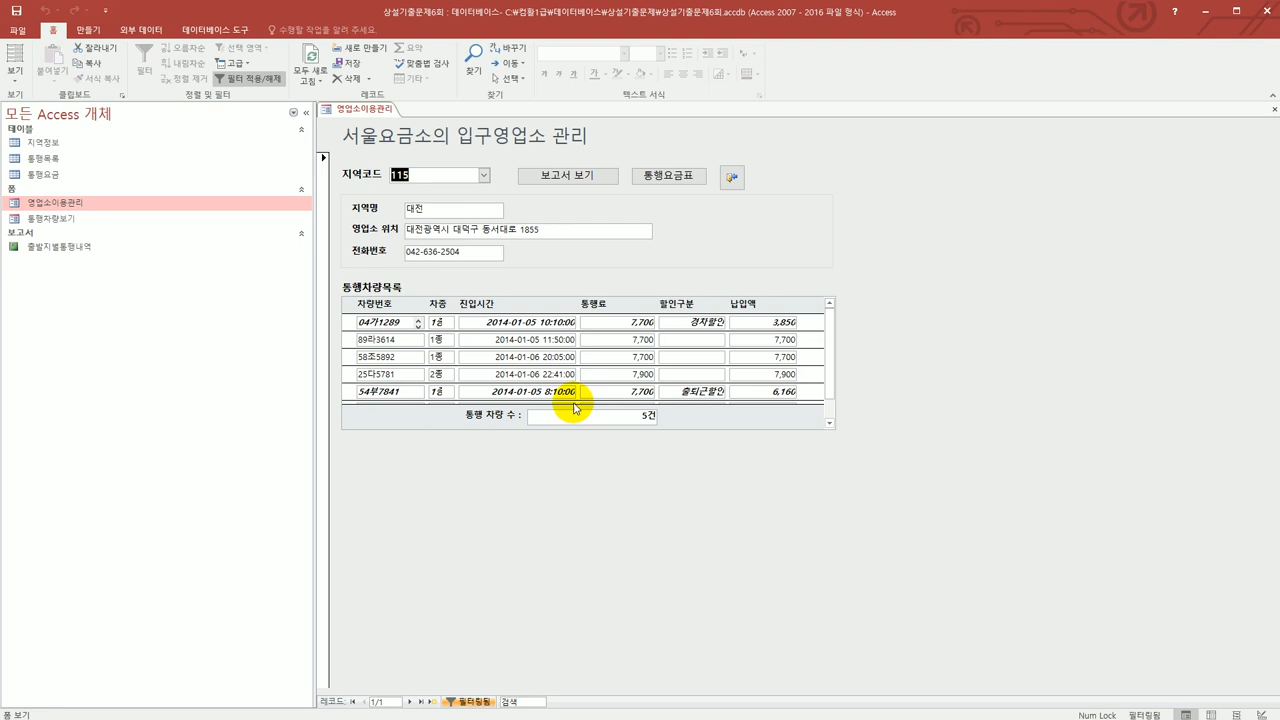 상설기출문제6회 : 데이터베이스- C:₩컴활1급₩데이터베이스₩상설기출문제₩상설기출문제6회.accdb (Access 2007 - 2016 파일 형식) - Access
파일 홈 만들기 외부 데이터 데이터베이스 도구 수행할 작업을 알려 주세요.
보기 붙여넣기 잘라내기 복사 서식 복사 필터 오름차순 내림차순 정렬 제거 선택 영역 고급 필터 적용/해제 모두 새로 고침 새로 만들기 저장 삭제 요약 맞춤법 검사 기타 찾기 바꾸기 이동 선택
보기 클립보드 정렬 및 필터 레코드 찾기 텍스트 서식
모든 Access 개체
테이블
지역정보
통행목록
통행요금
폼
영업소이용관리
통행차량보기
보고서
출발지별통행내역
영업소이용관리
서울요금소의 입구영업소 관리
지역코드 115 보고서 보기 통행요금표
지역명 대전
영업소 위치 대전광역시 대덕구 동서대로 1855
전화번호 042-636-2504
통행차량목록
차량번호 차종 진입시간 통행료 할인구분 납입액
04가1289 1종 2014-01-05 10:10:00 7,700 경차할인 3,850
89라3614 1종 2014-01-05 11:50:00 7,700 7,700
58조5892 1종 2014-01-06 20:05:00 7,700 7,700
25다5781 2종 2014-01-06 22:41:00 7,900 7,900
54부7841 1종 2014-01-05 8:10:00 7,700 출퇴근할인 6,160
통행 차량 수 : 5건
레코드: 1/1 필터링됨 검색
폼 보기 Num Lock 필터링됨